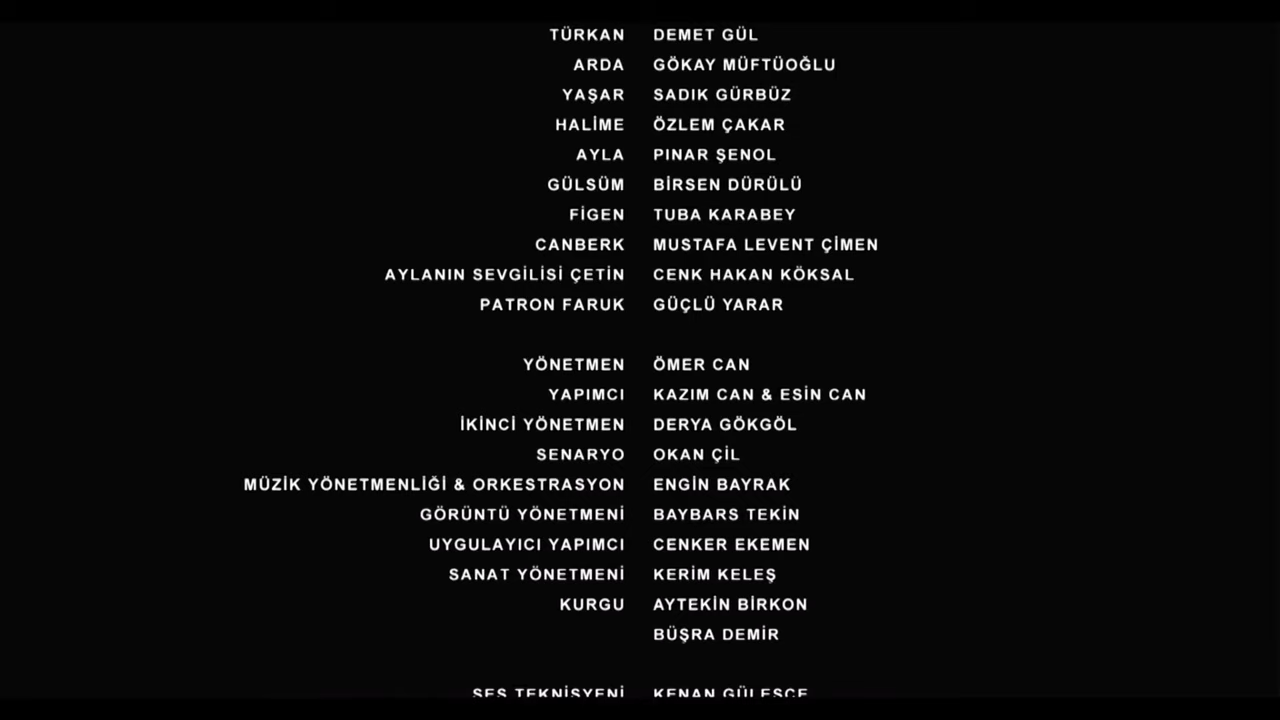 TÜRKAN DEMET GÜL
ARDA GÖKAY MÜFTÜOĞLU
YAŞAR SADIK GÜRBÜZ
HALİME ÖZLEM ÇAKAR
AYLA PINAR ŞENOL
GÜLSÜM BİRSEN DÜRÜLÜ
FİGEN TUBA KARABEY
CANBERK MUSTAFA LEVENT ÇİMEN
AYLANIN SEVGİLİSİ ÇETİN CENK HAKAN KÖKSAL
PATRON FARUK GÜÇLÜ YARAR
YÖNETMEN ÖMER CAN
YAPIMCI KAZIM CAN & ESİN CAN
İKİNCİ YÖNETMEN DERYA GÖKGÖL
SENARYO OKAN ÇİL
MÜZİK YÖNETMENLİĞİ & ORKESTRASYON ENGİN BAYRAK
GÖRÜNTÜ YÖNETMENİ BAYBARS TEKİN
UYGULAYICI YAPIMCI CENKER EKEMEN
SANAT YÖNETMENİ KERİM KELEŞ
KURGU AYTEKİN BİRKON
BÜŞRA DEMİR
SES TEKNİSYENİ KENAN